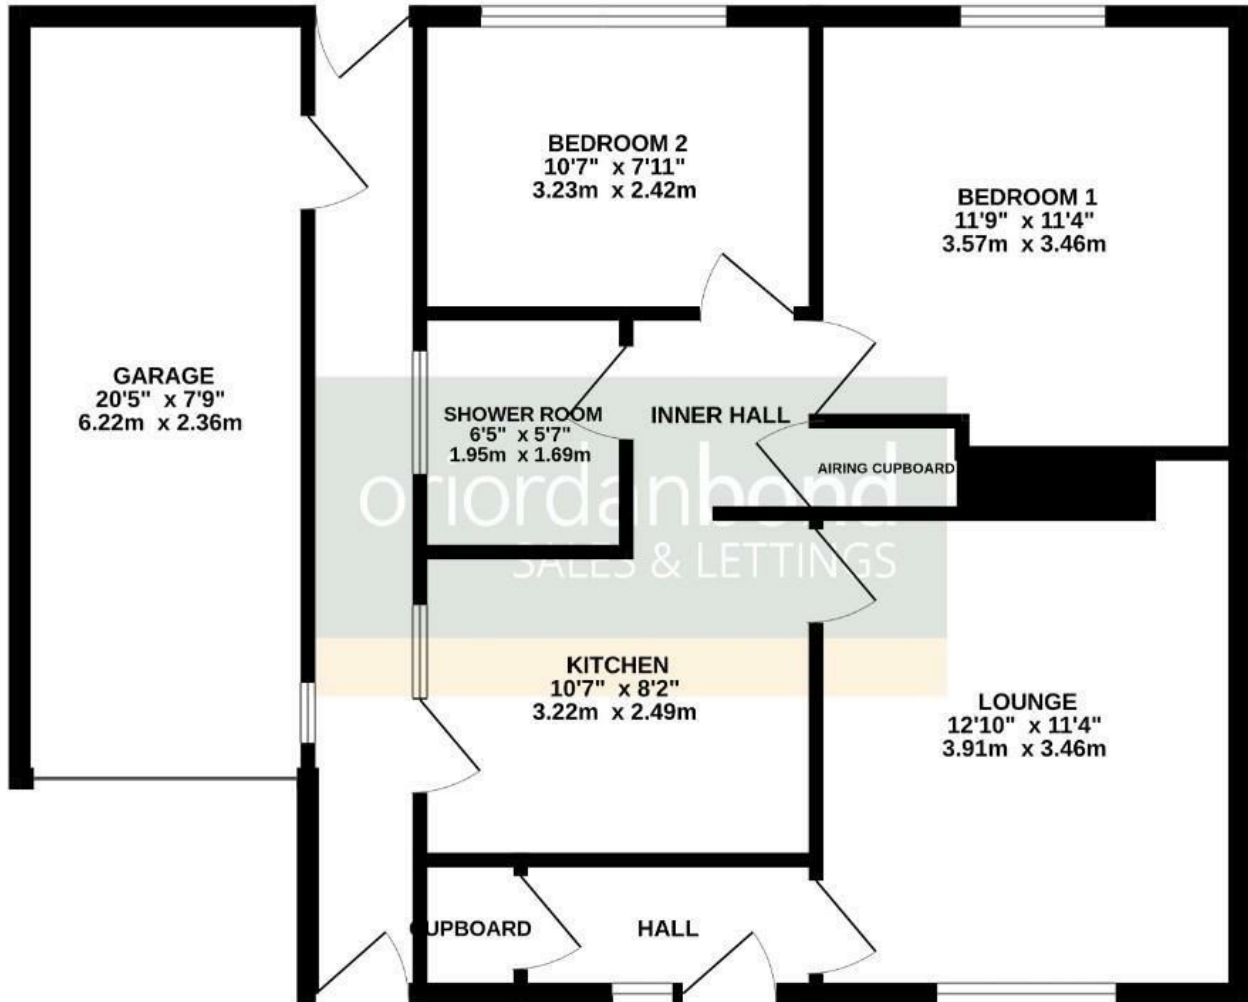 BEDROOM 2
10'7" x 7'11"
3.23m x 2.42m
BEDROOM 1
11'9" x 11'4"
3.57m x 3.46m
GARAGE
20'5" x 7'9"
6.22m x 2.36m
SHOWER ROOM
6'5" x 5'7"
1.95m x 1.69m
INNER HALL
AIRING CUPBOARD
oriordanbond
SALES & LETTINGS
KITCHEN
10'7" x 8'2"
3.22m x 2.49m
LOUNGE
12'10" x 11'4"
3.91m x 3.46m
CUPBOARD
HALL